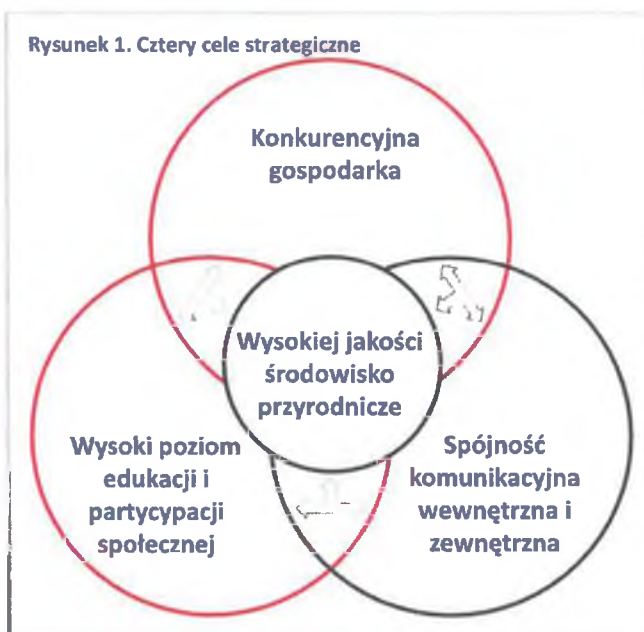 Rysunek 1. Cztery cele strategiczne
Konkurencyjna
gospodarka
Wysokiej jakości
środowisko
przyrodnicze
Wysoki poziom
edukacji i
partycypacji
społecznej
Spójność
komunikacyjna
wewnętrzna i
zewnętrzna